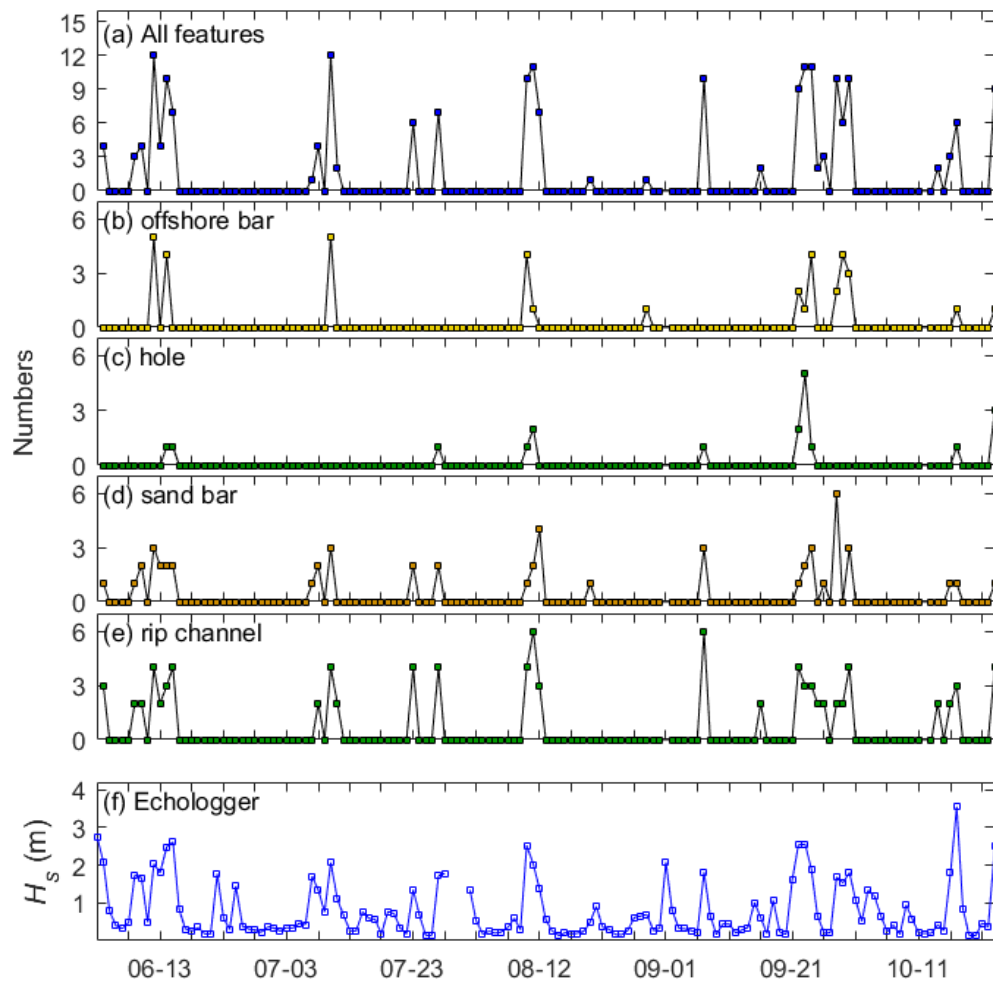 15
(a) All features
12
9
6
3
0
(b) offshore bar
6
3
0
(c) hole
6
3
0
Numbers
(d) sand bar
6
3
0
(e) rip channel
6
3
0
(f) Echologger
4
3
2
1
H_s (m)
06-13 07-03 07-23 08-12 09-01 09-21 10-11